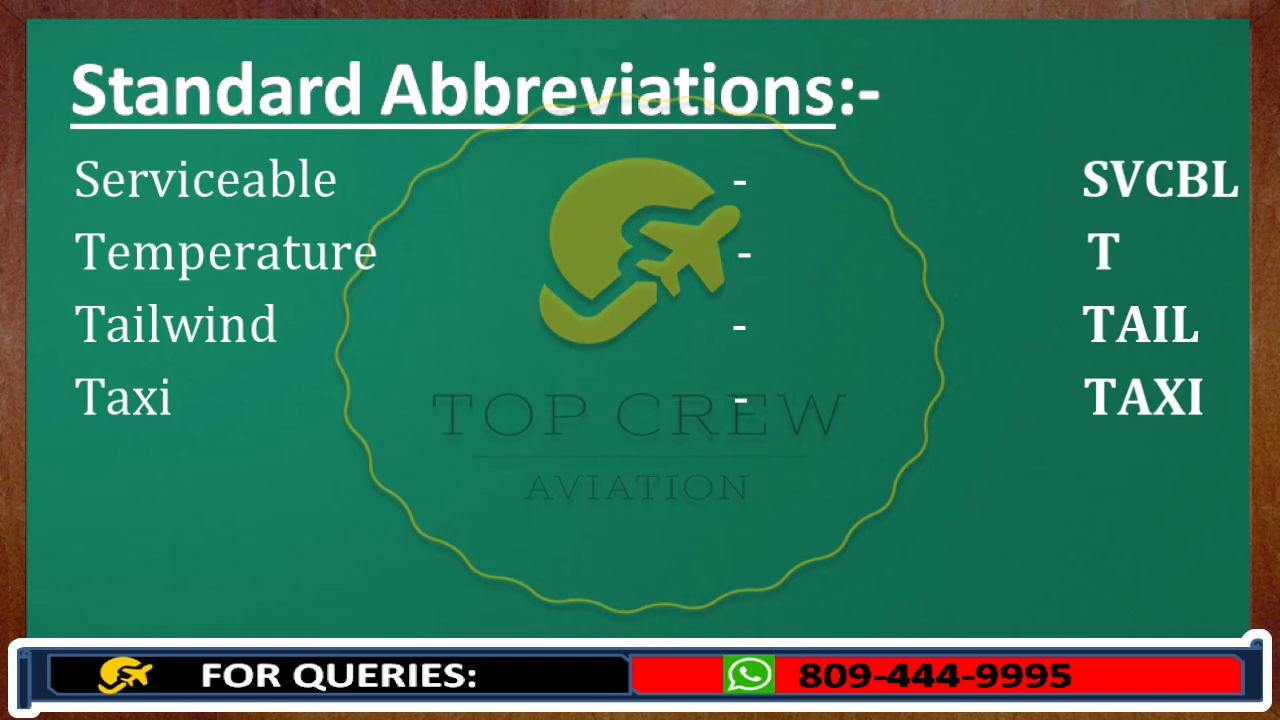 Standard Abbreviations:-
Serviceable - SVCBL
Temperature - T
Tailwind - TAIL
Taxi - TAXI
TOP CREW
AVIATION
FOR QUERIES: 809-444-9995